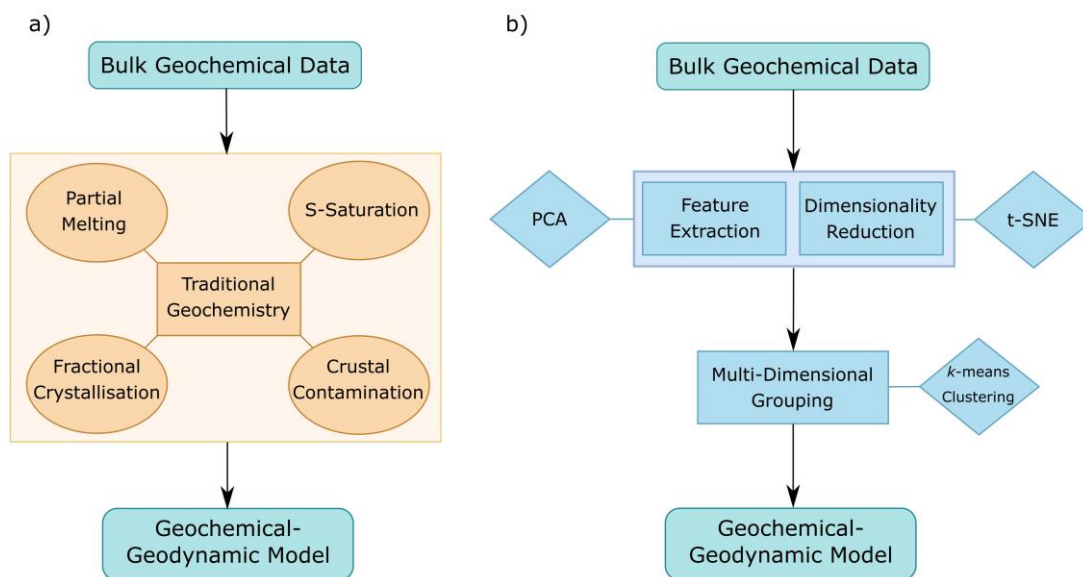 a)
Bulk Geochemical Data
Partial
Melting
S-Saturation
Traditional
Geochemistry
Fractional
Crystallisation
Crustal
Contamination
Geochemical-
Geodynamic Model
b)
Bulk Geochemical Data
PCA
Feature
Extraction
Dimensionality
Reduction
t-SNE
Multi-Dimensional
Grouping
k-means
Clustering
Geochemical-
Geodynamic Model